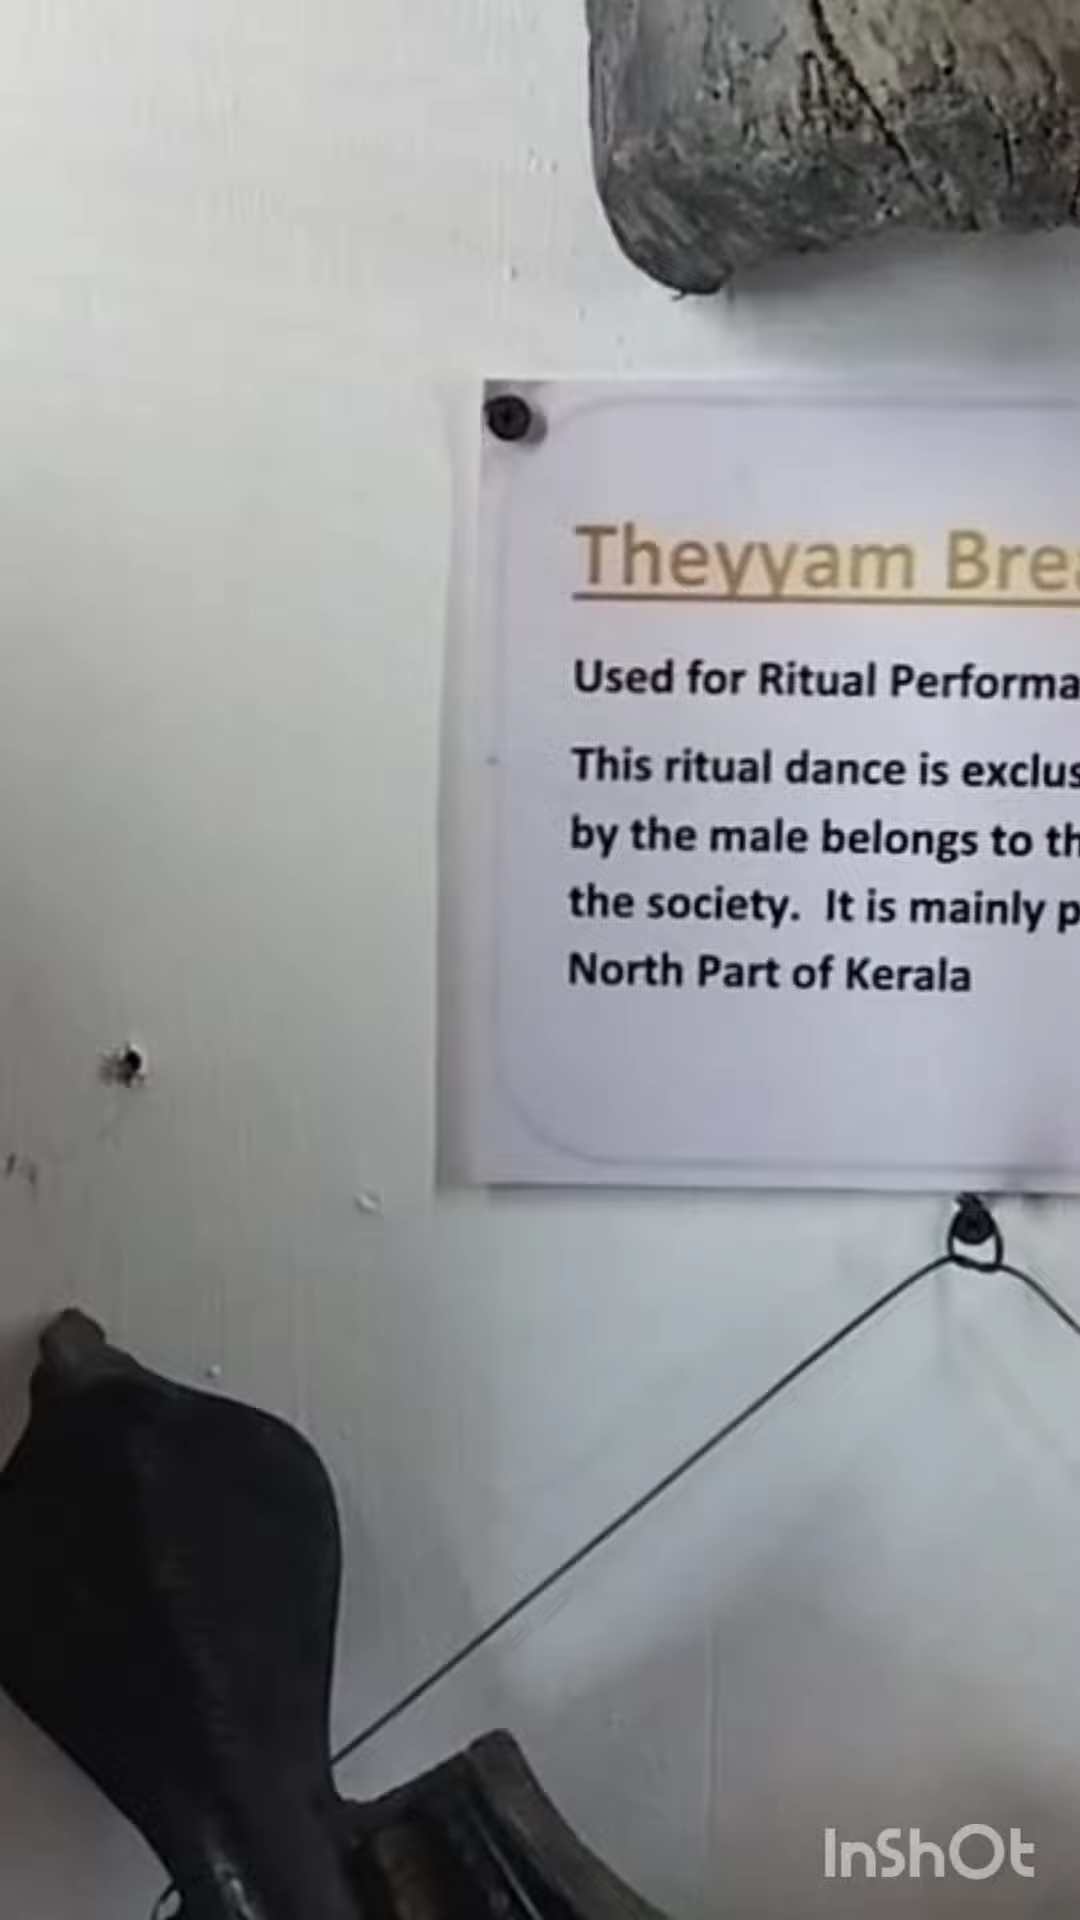 Theyyam Brea
Used for Ritual Performa
This ritual dance is exclus
by the male belongs to th
the society. It is mainly p
North Part of Kerala
InShOt